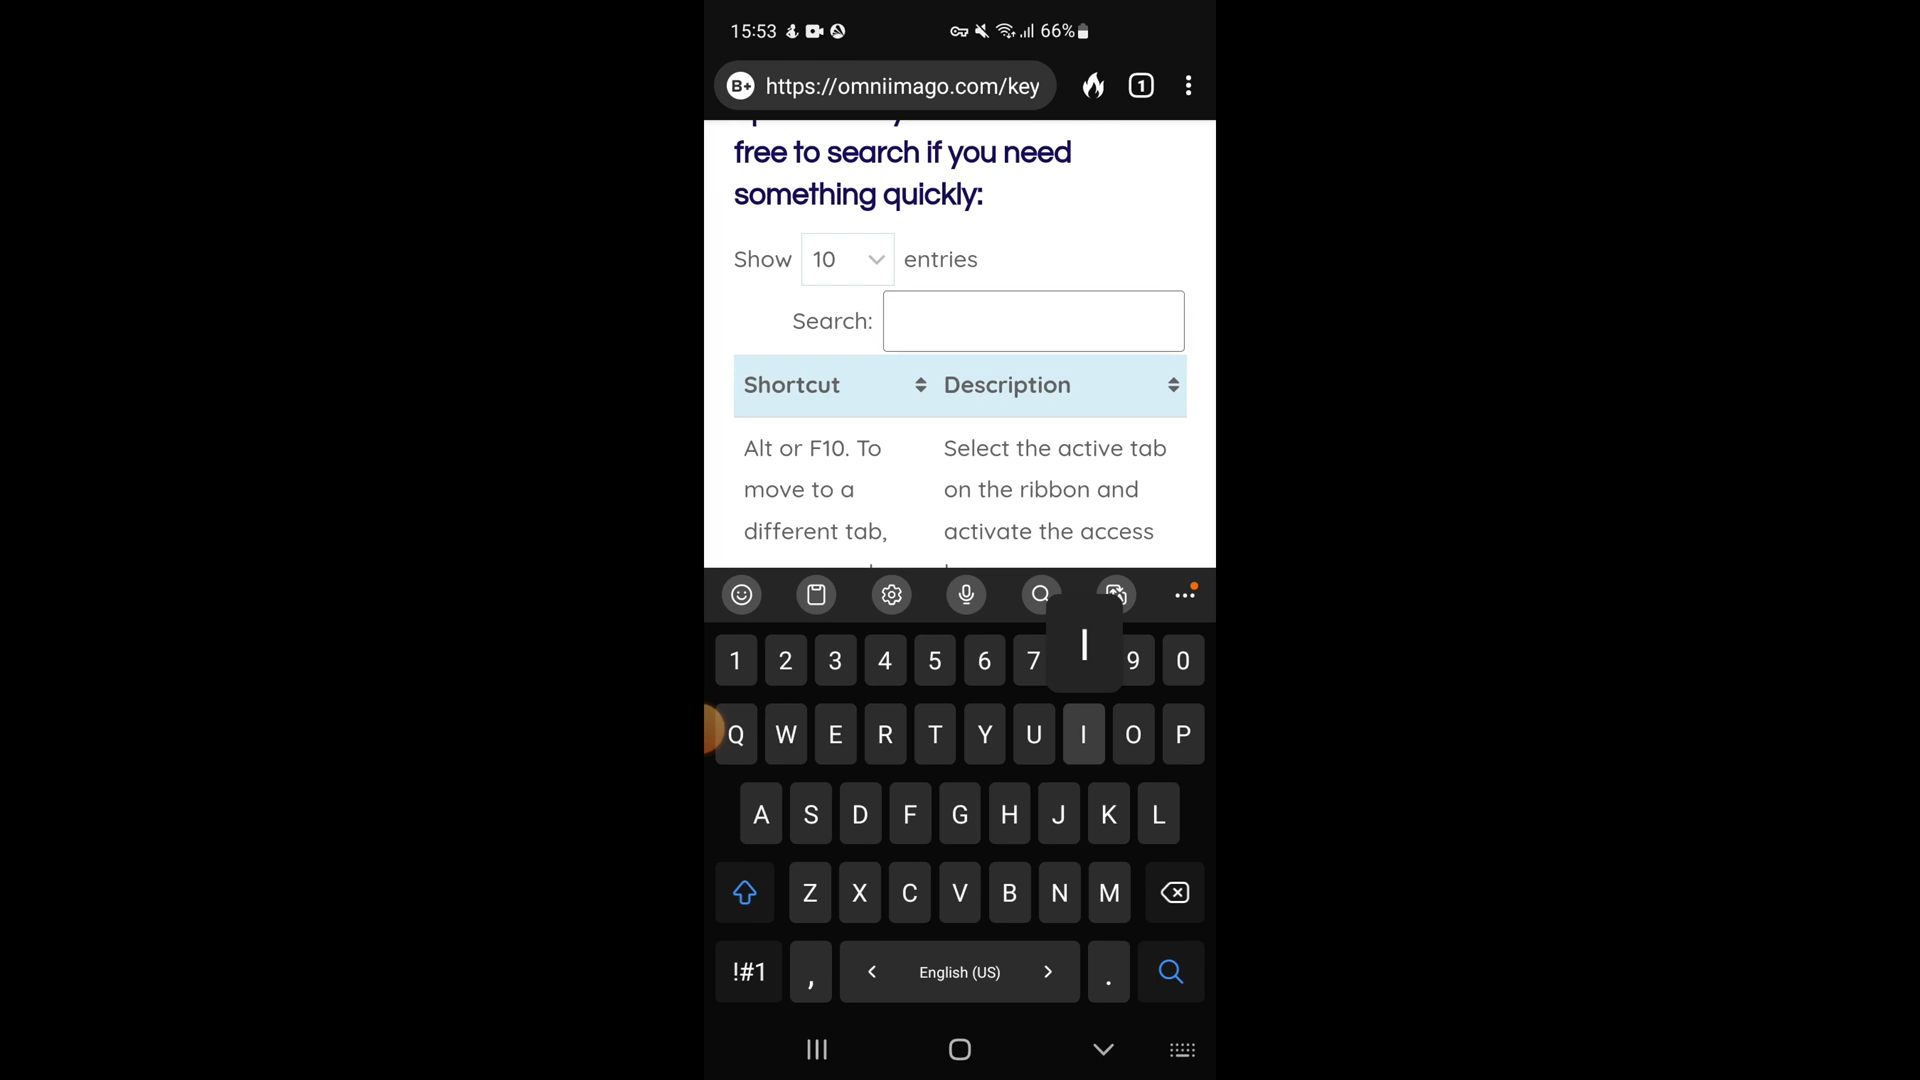 15:53 66%
B+ https://omniimago.com/key 1
free to search if you need
something quickly:
Show 10 entries
Search:
Shortcut Description
Alt or F10. To
move to a
different tab,
Select the active tab
on the ribbon and
activate the access
I
1 2 3 4 5 6 7 9 0
Q W E R T Y U I O P
A S D F G H J K L
Z X C V B N M
!#1 , < English (US) > .